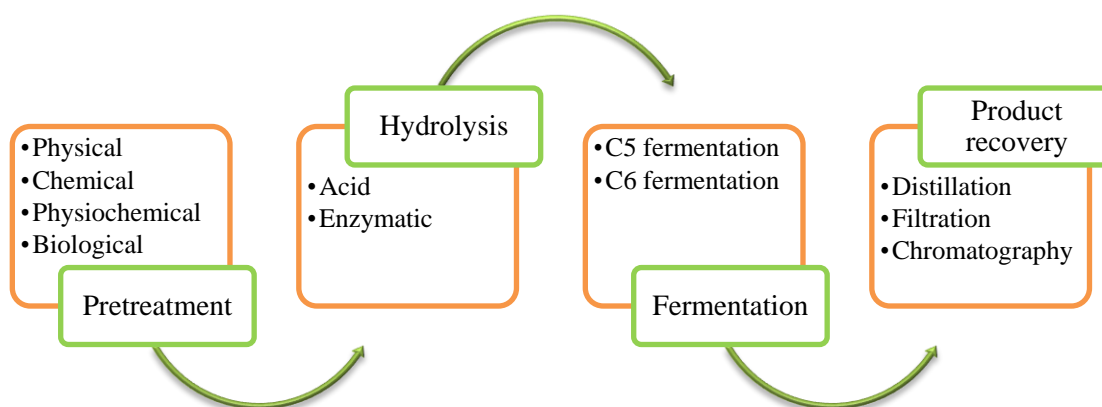 •Physical
•Chemical
•Physiochemical
•Biological
Pretreatment
Hydrolysis
•Acid
•Enzymatic
•C5 fermentation
•C6 fermentation
Fermentation
Product
recovery
•Distillation
•Filtration
•Chromatography